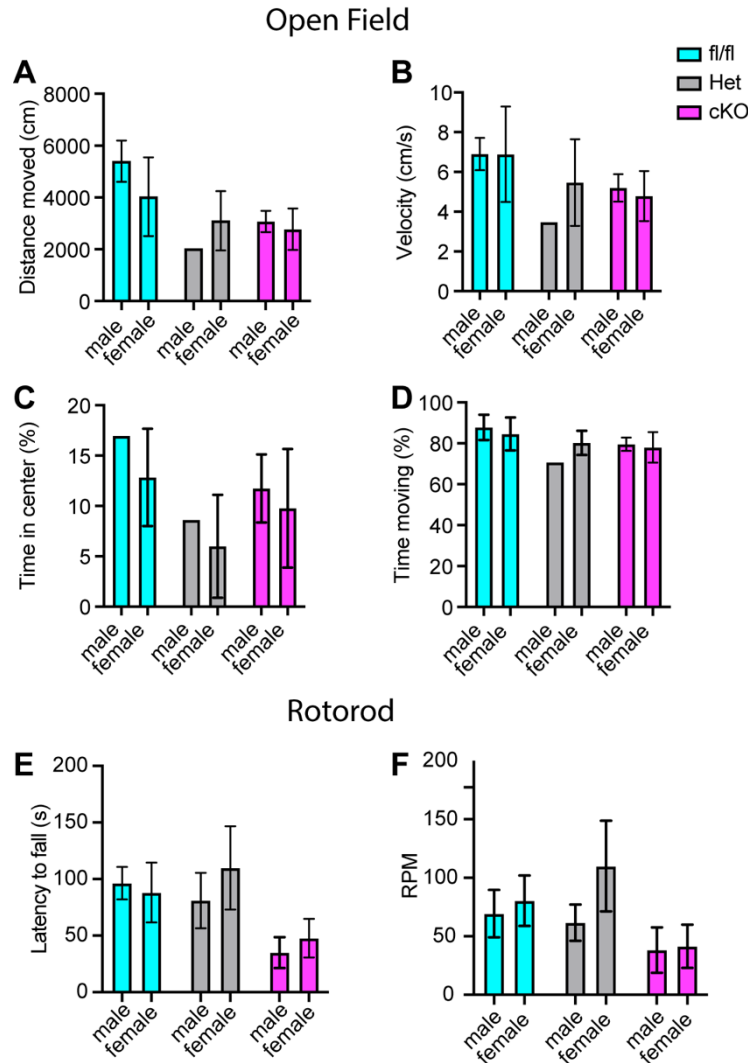 Open Field
fl/fl
Het
cKO
A
Distance moved (cm)
8000
6000
4000
2000
0
male
female
male
female
male
female
B
Velocity (cm/s)
10
8
6
4
2
0
male
female
male
female
male
female
C
Time in center (%)
20
15
10
5
0
male
female
male
female
male
female
D
Time moving (%)
100
80
60
40
20
0
male
female
male
female
male
female
Rotorod
E
Latency to fall (s)
200
150
100
50
0
male
female
male
female
male
female
F
RPM
200
150
100
50
0
male
female
male
female
male
female